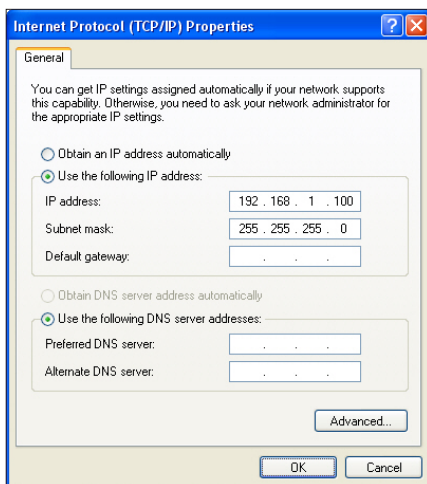 Internet Protocol (TCP/IP) Properties
General
You can get IP settings assigned automatically if your network supports
this capability. Otherwise, you need to ask your network administrator for
the appropriate IP settings.
Obtain an IP address automatically
Use the following IP address:
IP address: 192 . 168 . 1 . 100
Subnet mask: 255 . 255 . 255 . 0
Default gateway: . . .
Obtain DNS server address automatically
Use the following DNS server addresses:
Preferred DNS server: . . .
Alternate DNS server: . . .
Advanced...
OK Cancel